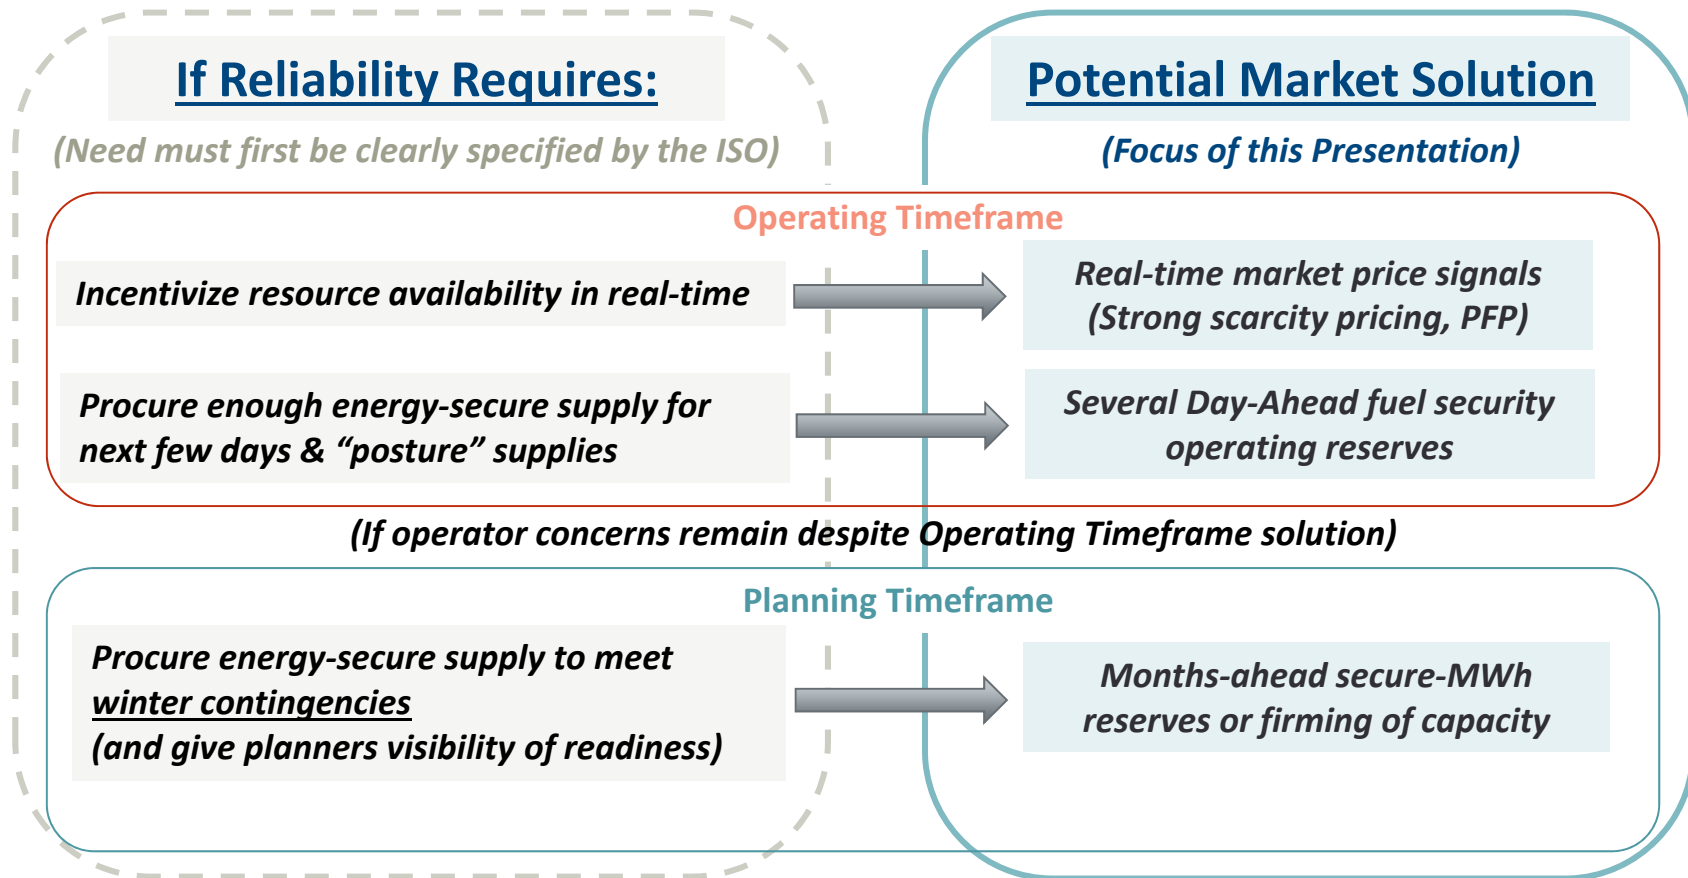 If Reliability Requires:
(Need must first be clearly specified by the ISO)
Potential Market Solution
(Focus of this Presentation)
Operating Timeframe
Incentivize resource availability in real-time
Real-time market price signals
(Strong scarcity pricing, PFP)
Procure enough energy-secure supply for
next few days & “posture” supplies
Several Day-Ahead fuel security
operating reserves
(If operator concerns remain despite Operating Timeframe solution)
Planning Timeframe
Procure energy-secure supply to meet
winter contingencies
(and give planners visibility of readiness)
Months-ahead secure-MWh
reserves or firming of capacity